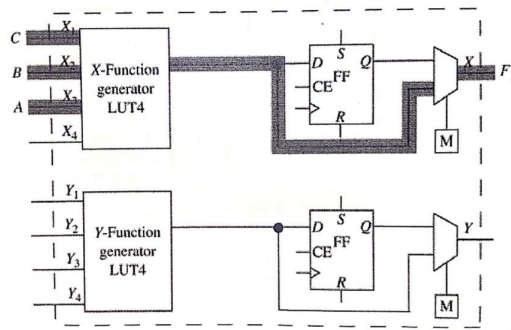 C X₁
B X₂
A X₃
X₄
X-Function
generator
LUT4
S
D Q
FF
CE
R
X F
M
Y₁
Y₂
Y₃
Y₄
Y-Function
generator
LUT4
S
D Q
FF
CE
R
Y
M